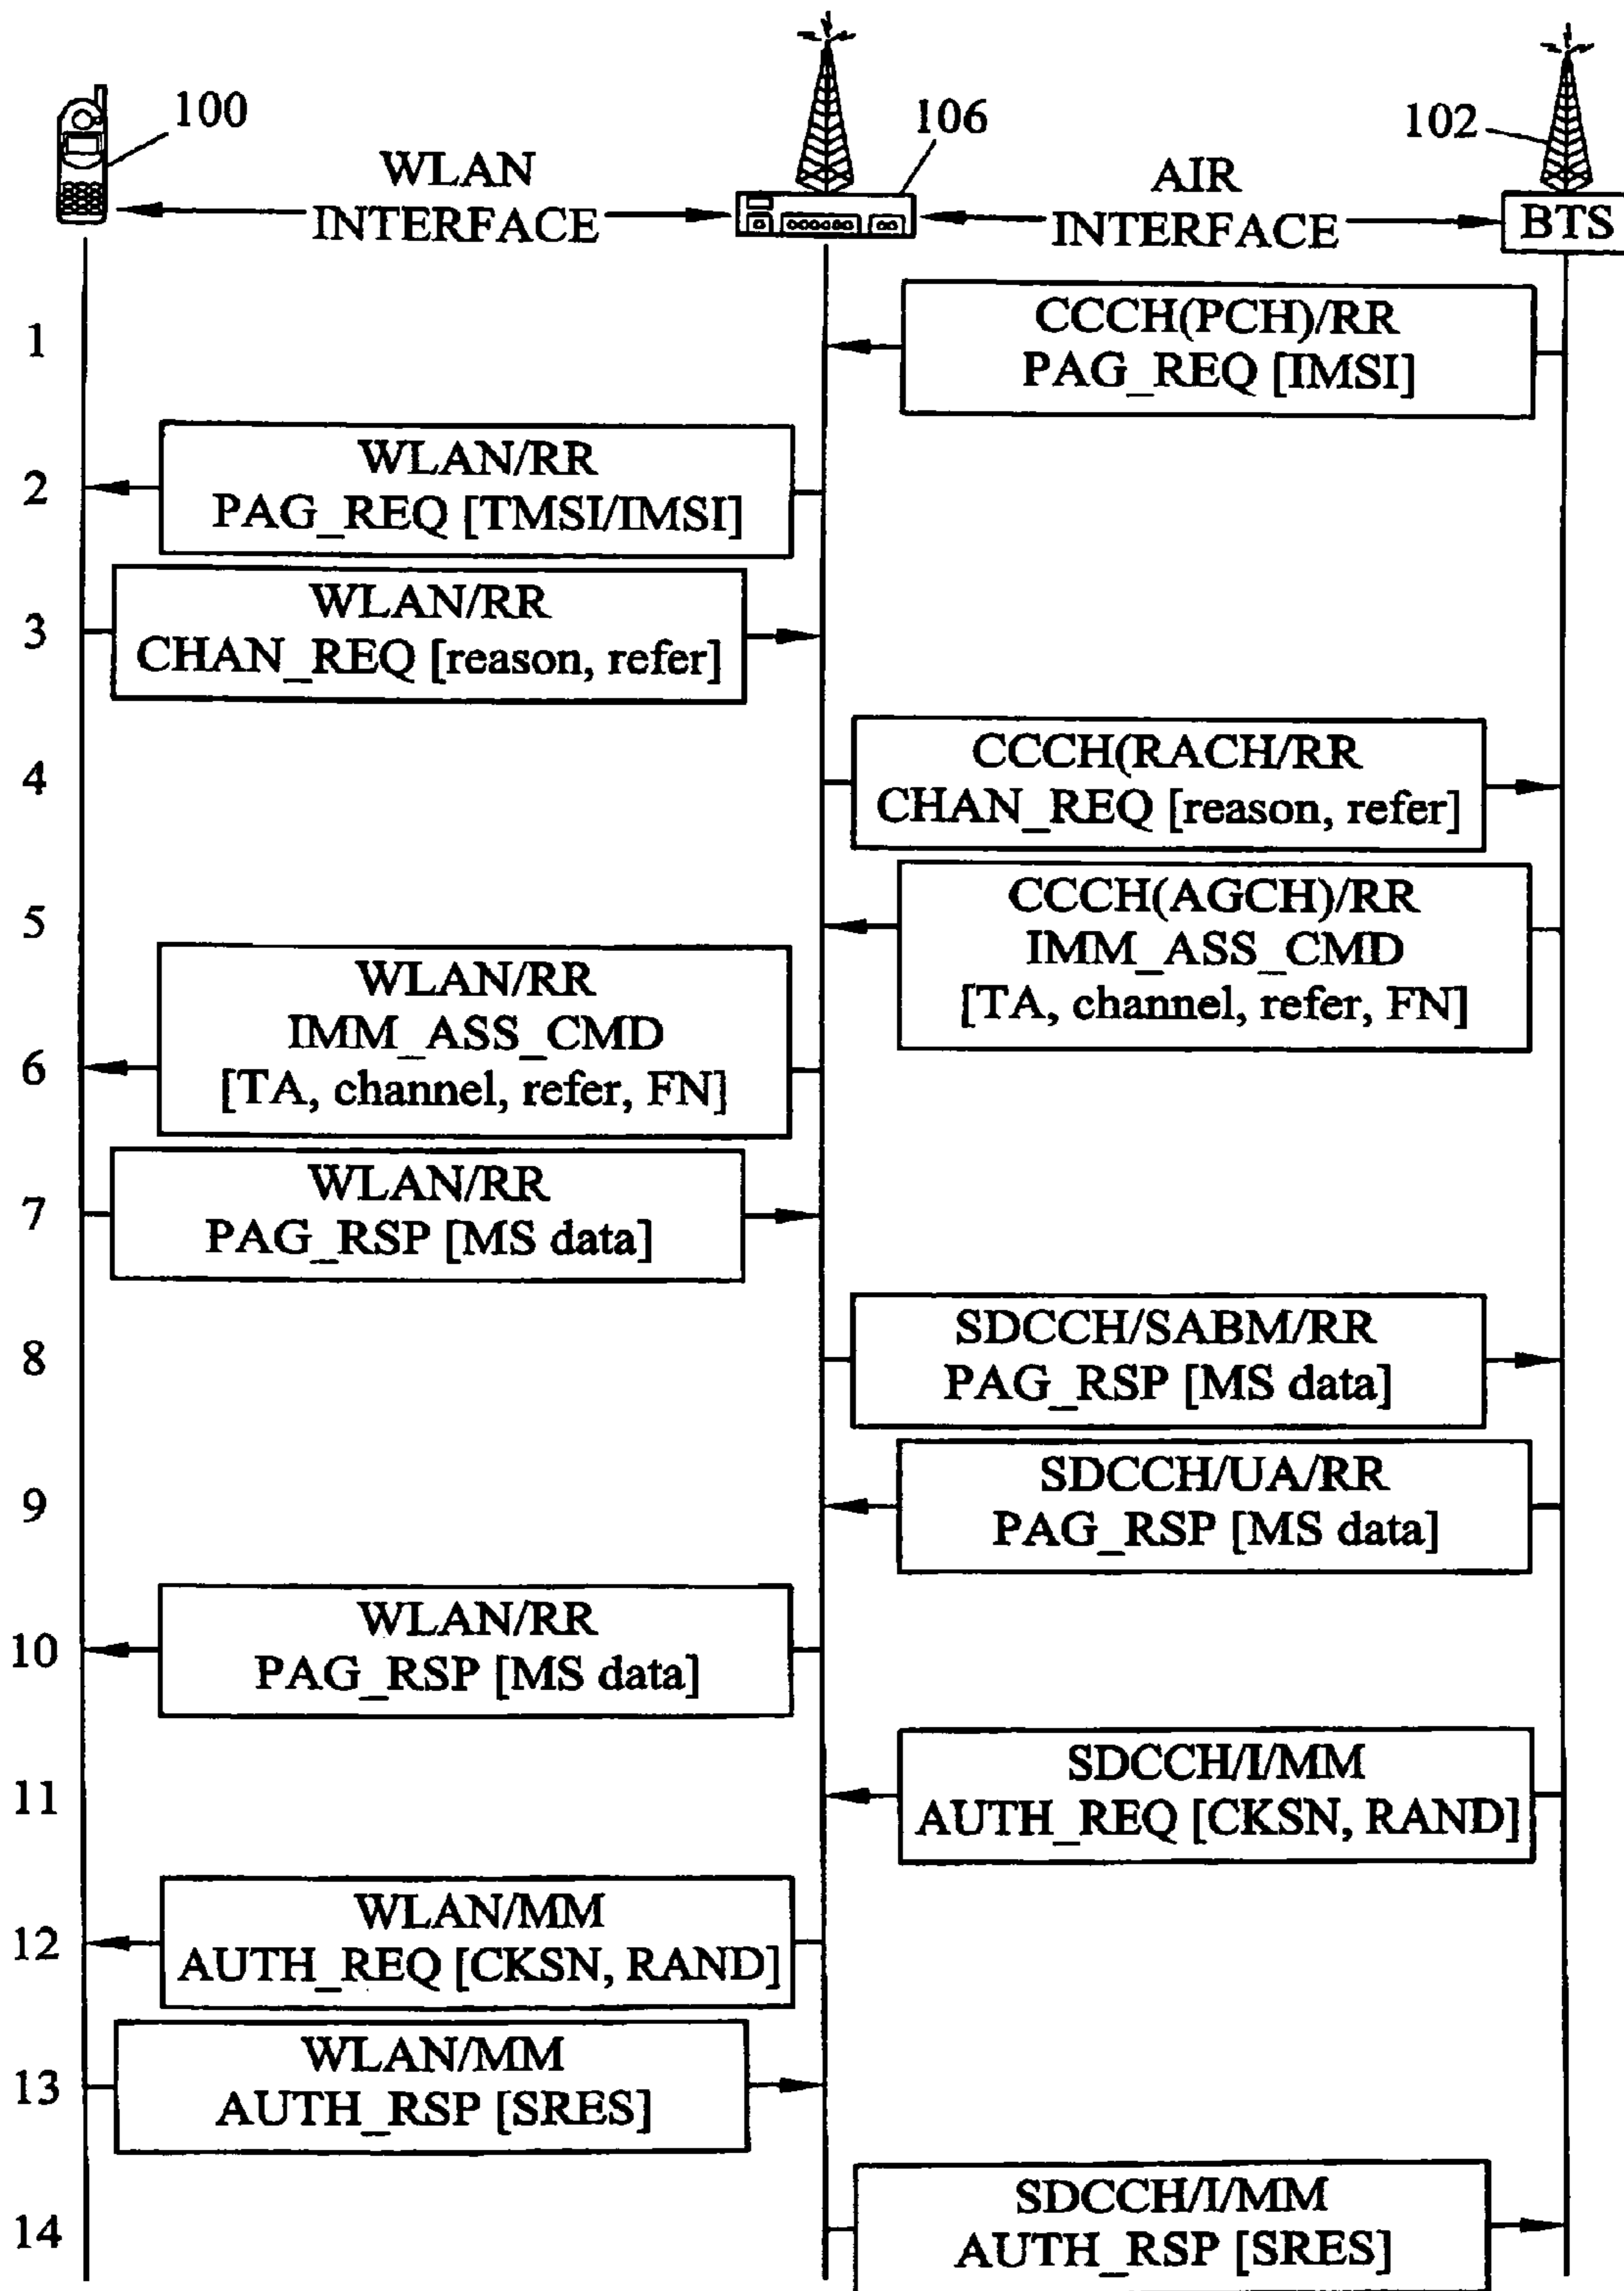 100
106
102
WLAN
INTERFACE
AIR
INTERFACE
BTS
1
CCCH(PCH)/RR
PAG_REQ [IMSI]
2
WLAN/RR
PAG_REQ [TMSI/IMSI]
3
WLAN/RR
CHAN_REQ [reason, refer]
4
CCCH(RACH/RR
CHAN_REQ [reason, refer]
5
CCCH(AGCH)/RR
IMM_ASS_CMD
[TA, channel, refer, FN]
6
WLAN/RR
IMM_ASS_CMD
[TA, channel, refer, FN]
7
WLAN/RR
PAG_RSP [MS data]
8
SDCCH/SABM/RR
PAG_RSP [MS data]
9
SDCCH/UA/RR
PAG_RSP [MS data]
10
WLAN/RR
PAG_RSP [MS data]
11
SDCCH/I/MM
AUTH_REQ [CKSN, RAND]
12
WLAN/MM
AUTH_REQ [CKSN, RAND]
13
WLAN/MM
AUTH_RSP [SRES]
14
SDCCH/I/MM
AUTH_RSP [SRES]